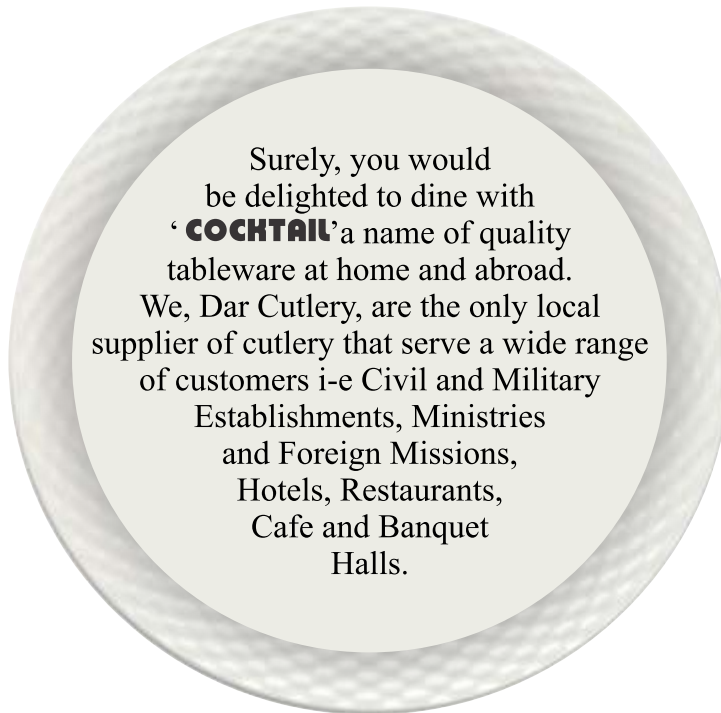 Surely, you would
be delighted to dine with
‘ COCKTAIL’a name of quality
tableware at home and abroad.
We, Dar Cutlery, are the only local
supplier of cutlery that serve a wide range
of customers i-e Civil and Military
Establishments, Ministries
and Foreign Missions,
Hotels, Restaurants,
Cafe and Banquet
Halls.